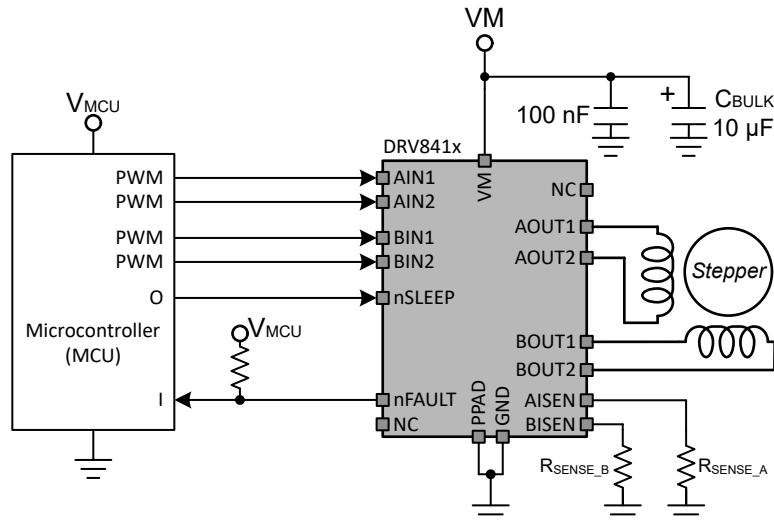 VM
VMCU
100 nF
+
CBULK
10 µF
DRV841x
PWM
AIN1
VM
NC
PWM
AIN2
AOUT1
PWM
BIN1
AOUT2
Stepper
PWM
BIN2
O
nSLEEP
Microcontroller
(MCU)
VMCU
BOUT1
BOUT2
I
nFAULT
PPAD
GND
AISEN
NC
BISEN
RSENSE_B
RSENSE_A